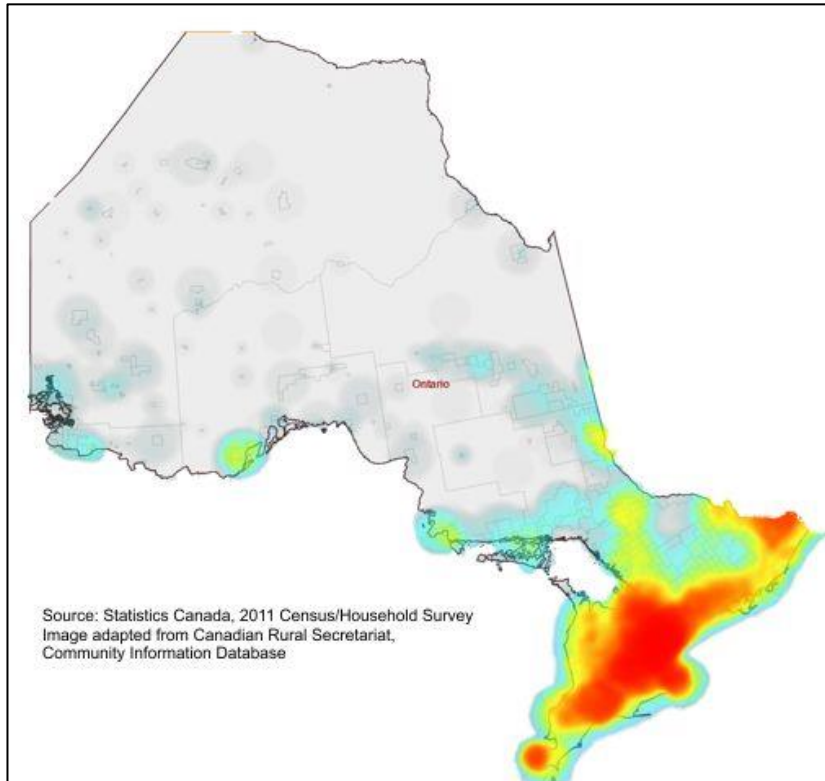 Ontario
Source: Statistics Canada, 2011 Census/Household Survey
Image adapted from Canadian Rural Secretariat,
Community Information Database